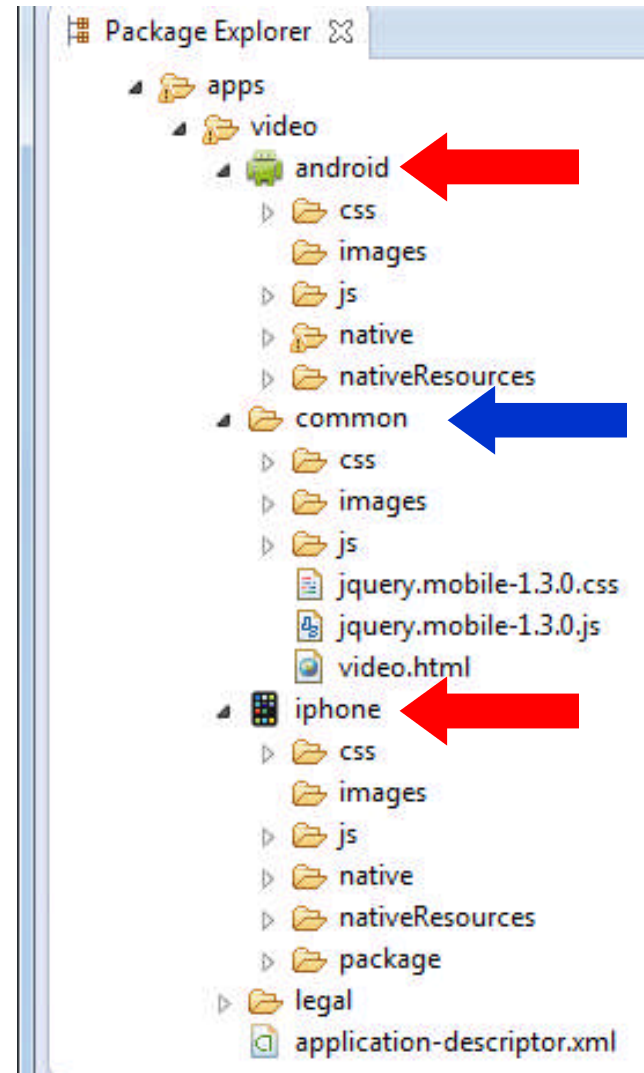 Package Explorer
apps
video
android
css
images
js
native
nativeResources
common
css
images
js
jquery.mobile-1.3.0.css
jquery.mobile-1.3.0.js
video.html
iphone
css
images
js
native
nativeResources
package
legal
application-descriptor.xml